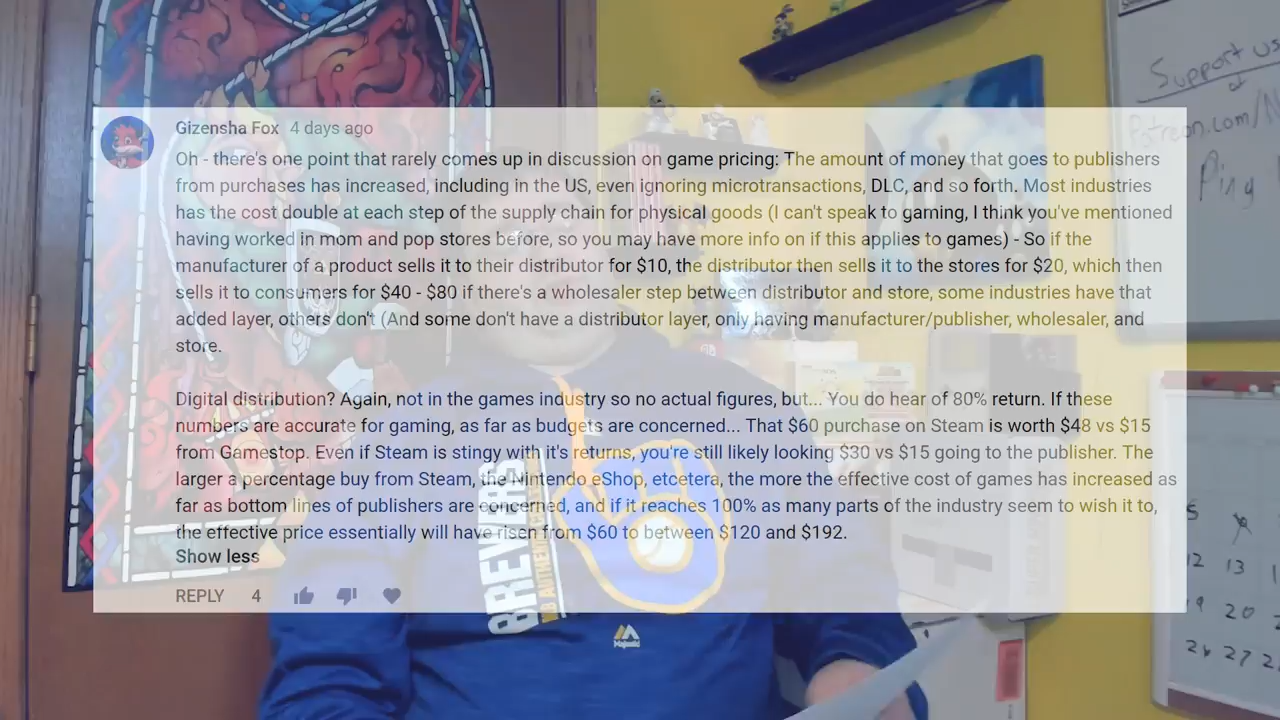 Support us
Patreon.com/N
Ping
Gizensha Fox 4 days ago
Oh - there's one point that rarely comes up in discussion on game pricing: The amount of money that goes to publishers
from purchases has increased, including in the US, even ignoring microtransactions, DLC, and so forth. Most industries
has the cost double at each step of the supply chain for physical goods (I can't speak to gaming, I think you've mentioned
having worked in mom and pop stores before, so you may have more info on if this applies to games) - So if the
manufacturer of a product sells it to their distributor for $10, the distributor then sells it to the stores for $20, which then
sells it to consumers for $40 - $80 if there's a wholesaler step between distributor and store, some industries have that
added layer, others don't (And some don't have a distributor layer, only having manufacturer/publisher, wholesaler, and
store.
Digital distribution? Again, not in the games industry so no actual figures, but... You do hear of 80% return. If these
numbers are accurate for gaming, as far as budgets are concerned... That $60 purchase on Steam is worth $48 vs $15
from Gamestop. Even if Steam is stingy with it's returns, you're still likely looking $30 vs $15 going to the publisher. The
larger a percentage buy from Steam, the Nintendo eShop, etcetera, the more the effective cost of games has increased as
far as bottom lines of publishers are concerned, and if it reaches 100% as many parts of the industry seem to wish it to,
the effective price essentially will have risen from $60 to between $120 and $192.
Show less
REPLY 4
BREWERS
Majestic
5
12 13 1
19 20
26 27 2